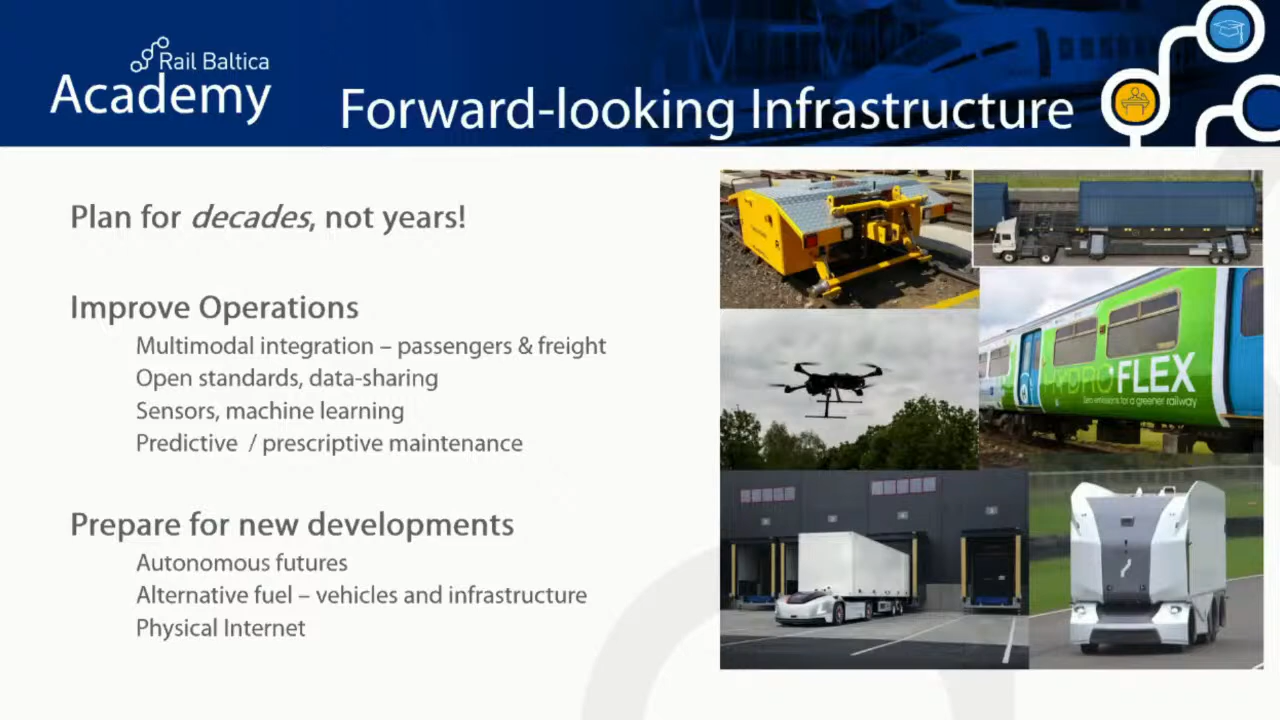 Rail Baltica
Academy
Forward-looking Infrastructure
Plan for decades, not years!
Improve Operations
Multimodal integration – passengers & freight
Open standards, data-sharing
Sensors, machine learning
Predictive / prescriptive maintenance
Prepare for new developments
Autonomous futures
Alternative fuel – vehicles and infrastructure
Physical Internet
HYDROFLEX
Zero emissions for a greener railway